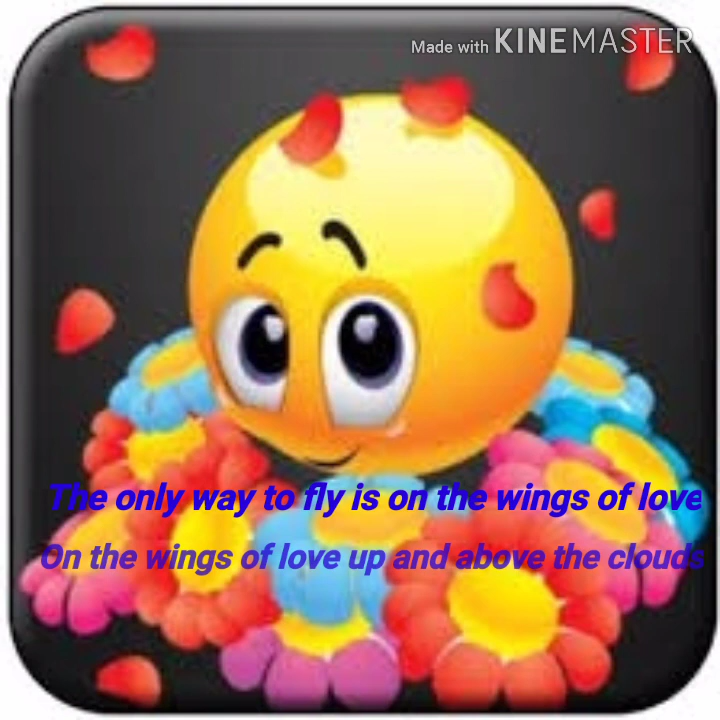 Made with KINEMASTER
The only way to fly is on the wings of love
On the wings of love up and above the clouds